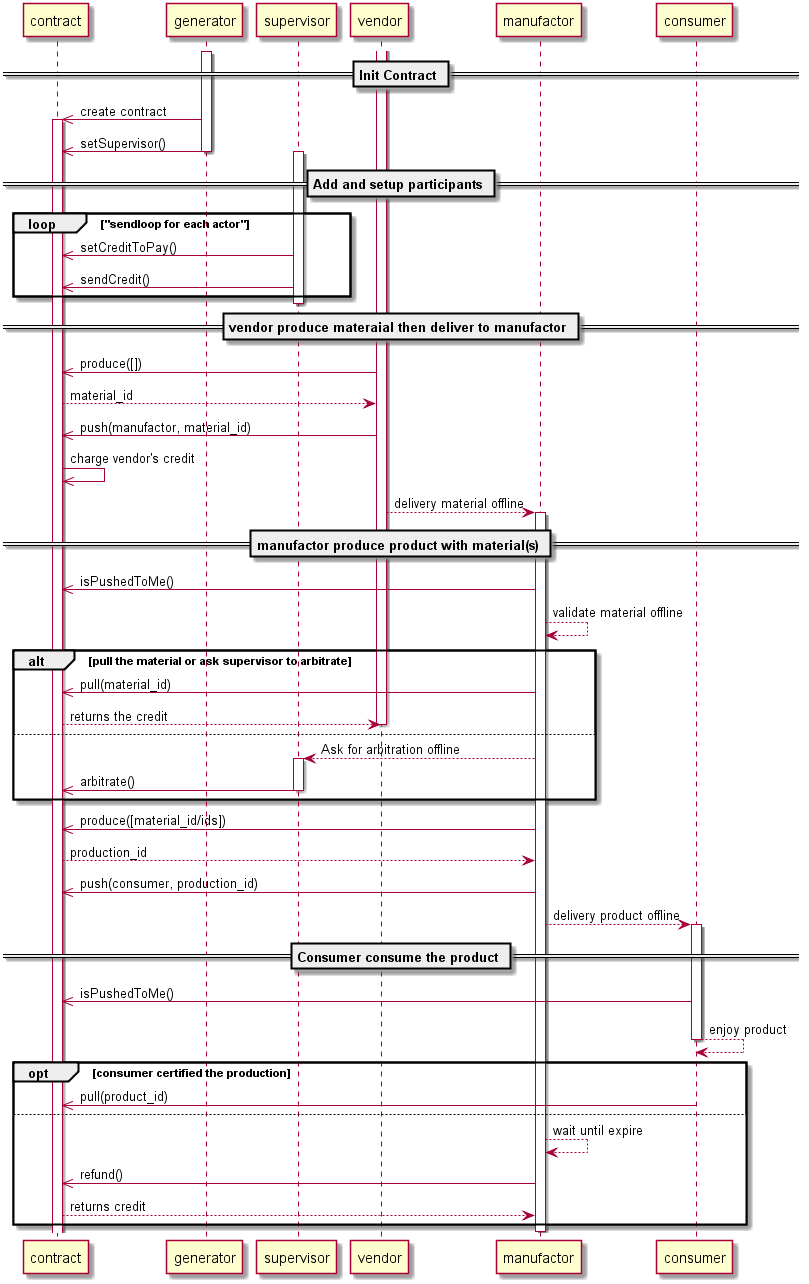 contract generator supervisor vendor manufactor consumer
Init Contract
create contract
setSupervisor()
Add and setup participants
loop ["sendloop for each actor"]
setCreditToPay()
sendCredit()
vendor produce materaial then deliver to manufactor
produce([])
material_id
push(manufactor, material_id)
charge vendor's credit
delivery material offline
manufactor produce product with material(s)
isPushedToMe()
validate material offline
alt [pull the material or ask supervisor to arbitrate]
pull(material_id)
returns the credit
Ask for arbitration offline
arbitrate()
produce([material_id/ids])
production_id
push(consumer, production_id)
delivery product offline
Consumer consume the product
isPushedToMe()
enjoy product
opt [consumer certified the production]
pull(product_id)
wait until expire
refund()
returns credit
contract generator supervisor vendor manufactor consumer